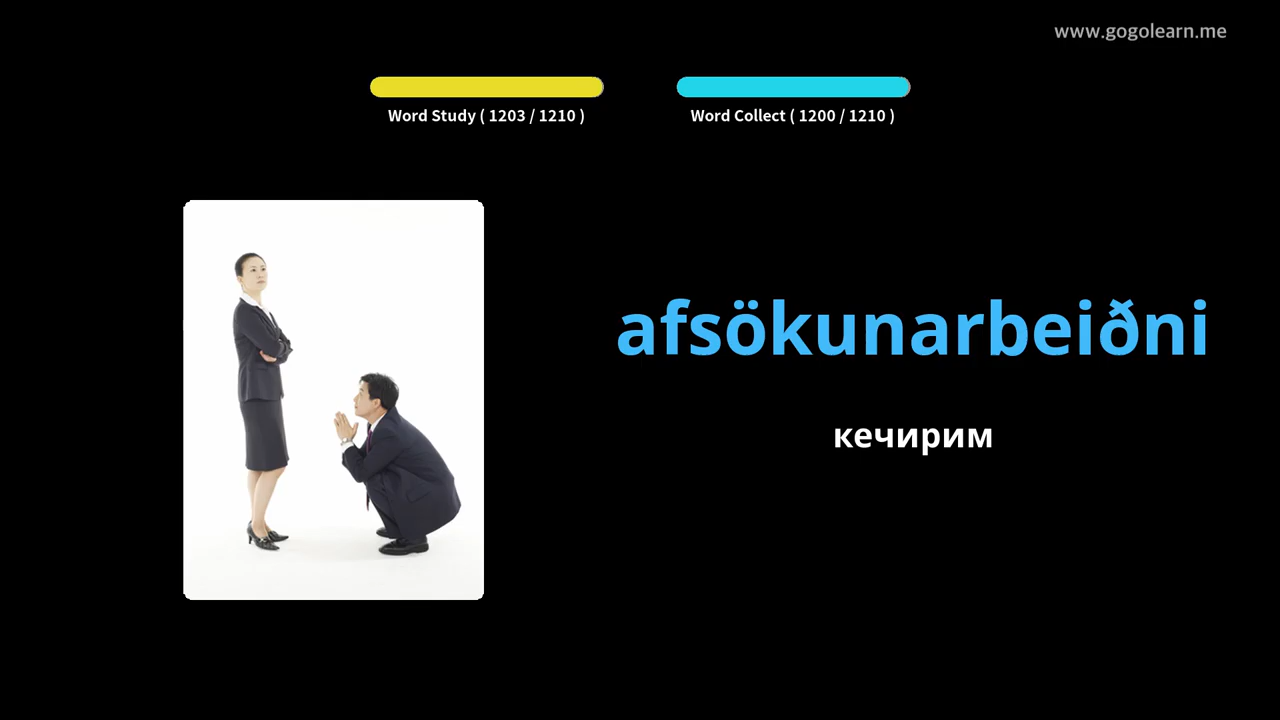 www.gogolearn.me
Word Study ( 1203 / 1210 )
Word Collect ( 1200 / 1210 )
afsökunarbeiðni
кечирим